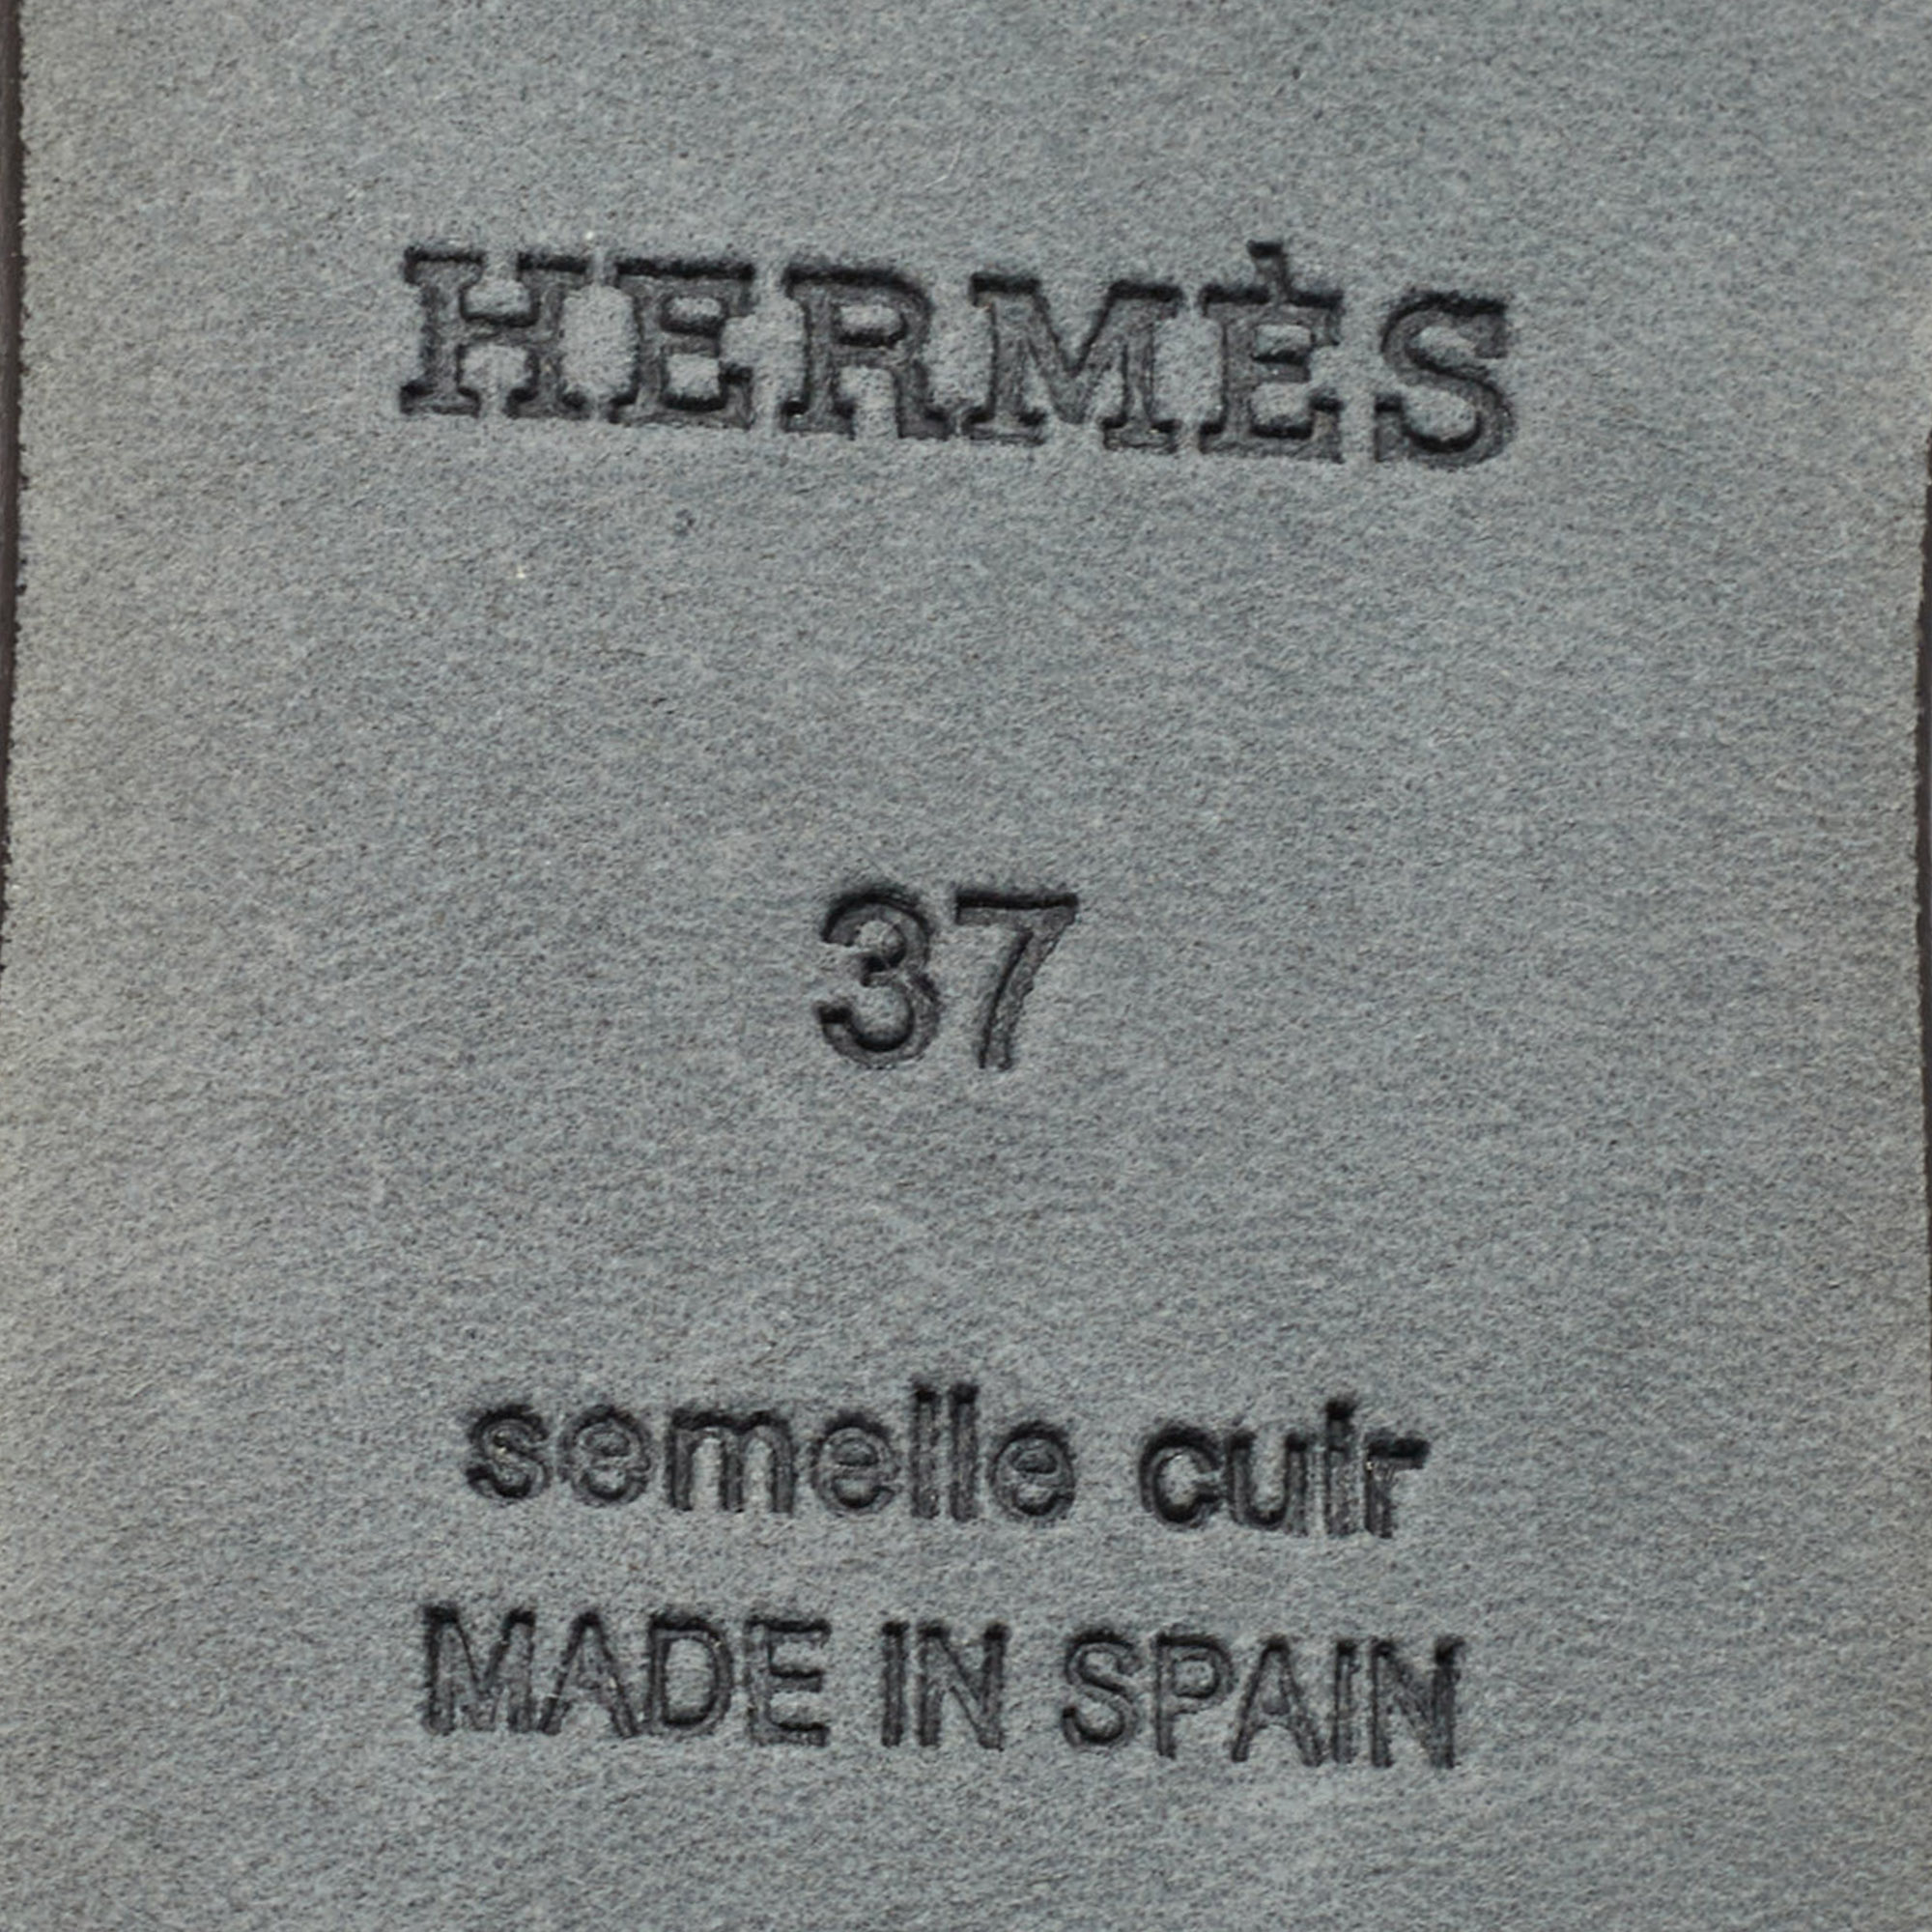 HERMÈS
37
semelle cuir
MADE IN SPAIN